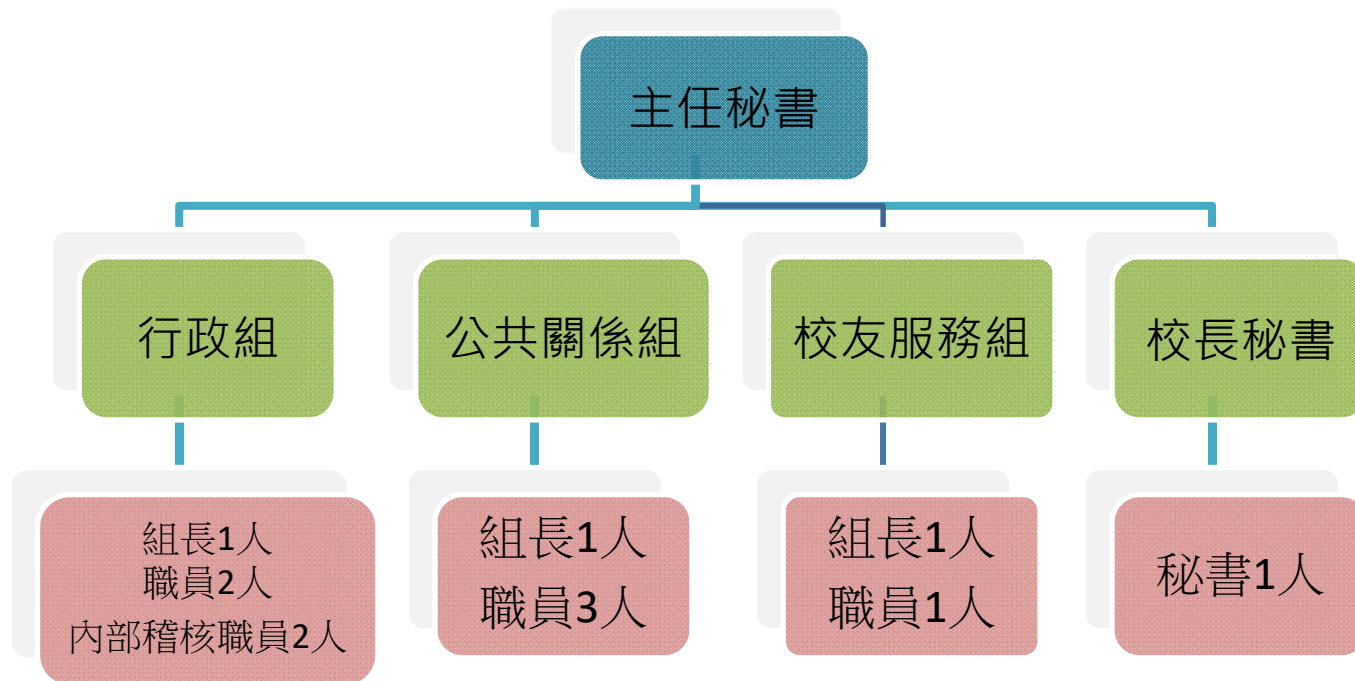 主任秘書
行政組
公共關係組
校友服務組
校長秘書
組長1人
職員2人
內部稽核職員2人
組長1人
職員3人
組長1人
職員1人
秘書1人